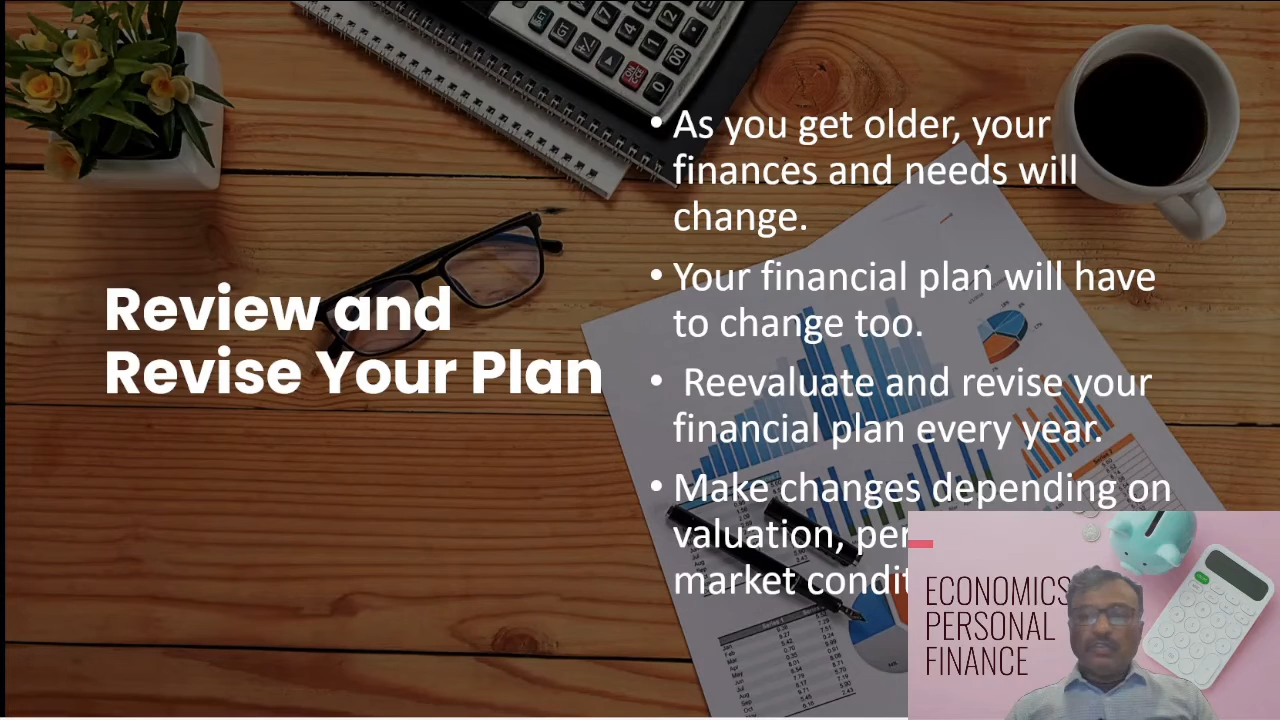 Review and
Revise Your Plan
• As you get older, your
finances and needs will
change.
• Your financial plan will have
to change too.
• Reevaluate and revise your
financial plan every year.
• Make changes depending on
valuation,
market
ECONOMICS
PERSONAL
FINANCE